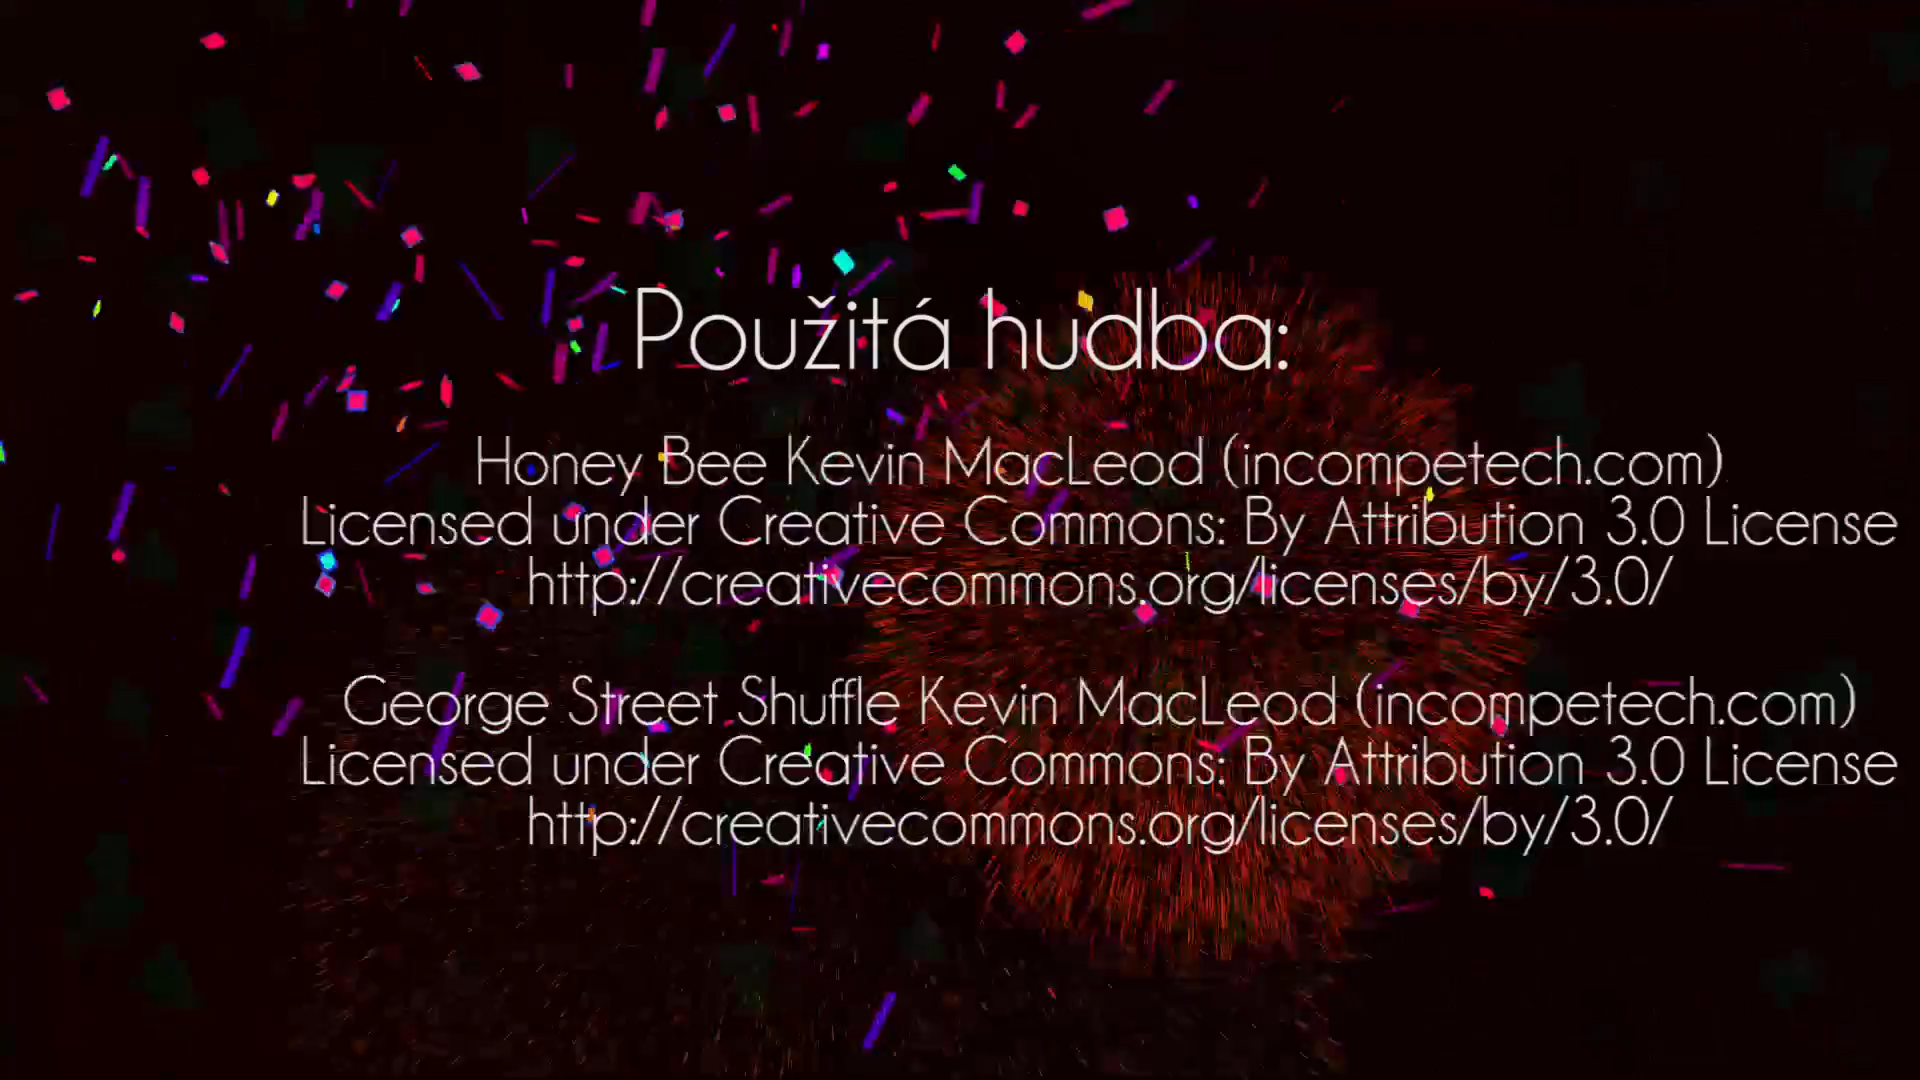 Použitá hudba:
Honey Bee Kevin MacLeod (incompetech.com)
Licensed under Creative Commons: By Attribution 3.0 License
http://creativecommons.org/licenses/by/3.0/
George Street Shuffle Kevin MacLeod (incompetech.com)
Licensed under Creative Commons: By Attribution 3.0 License
http://creativecommons.org/licenses/by/3.0/